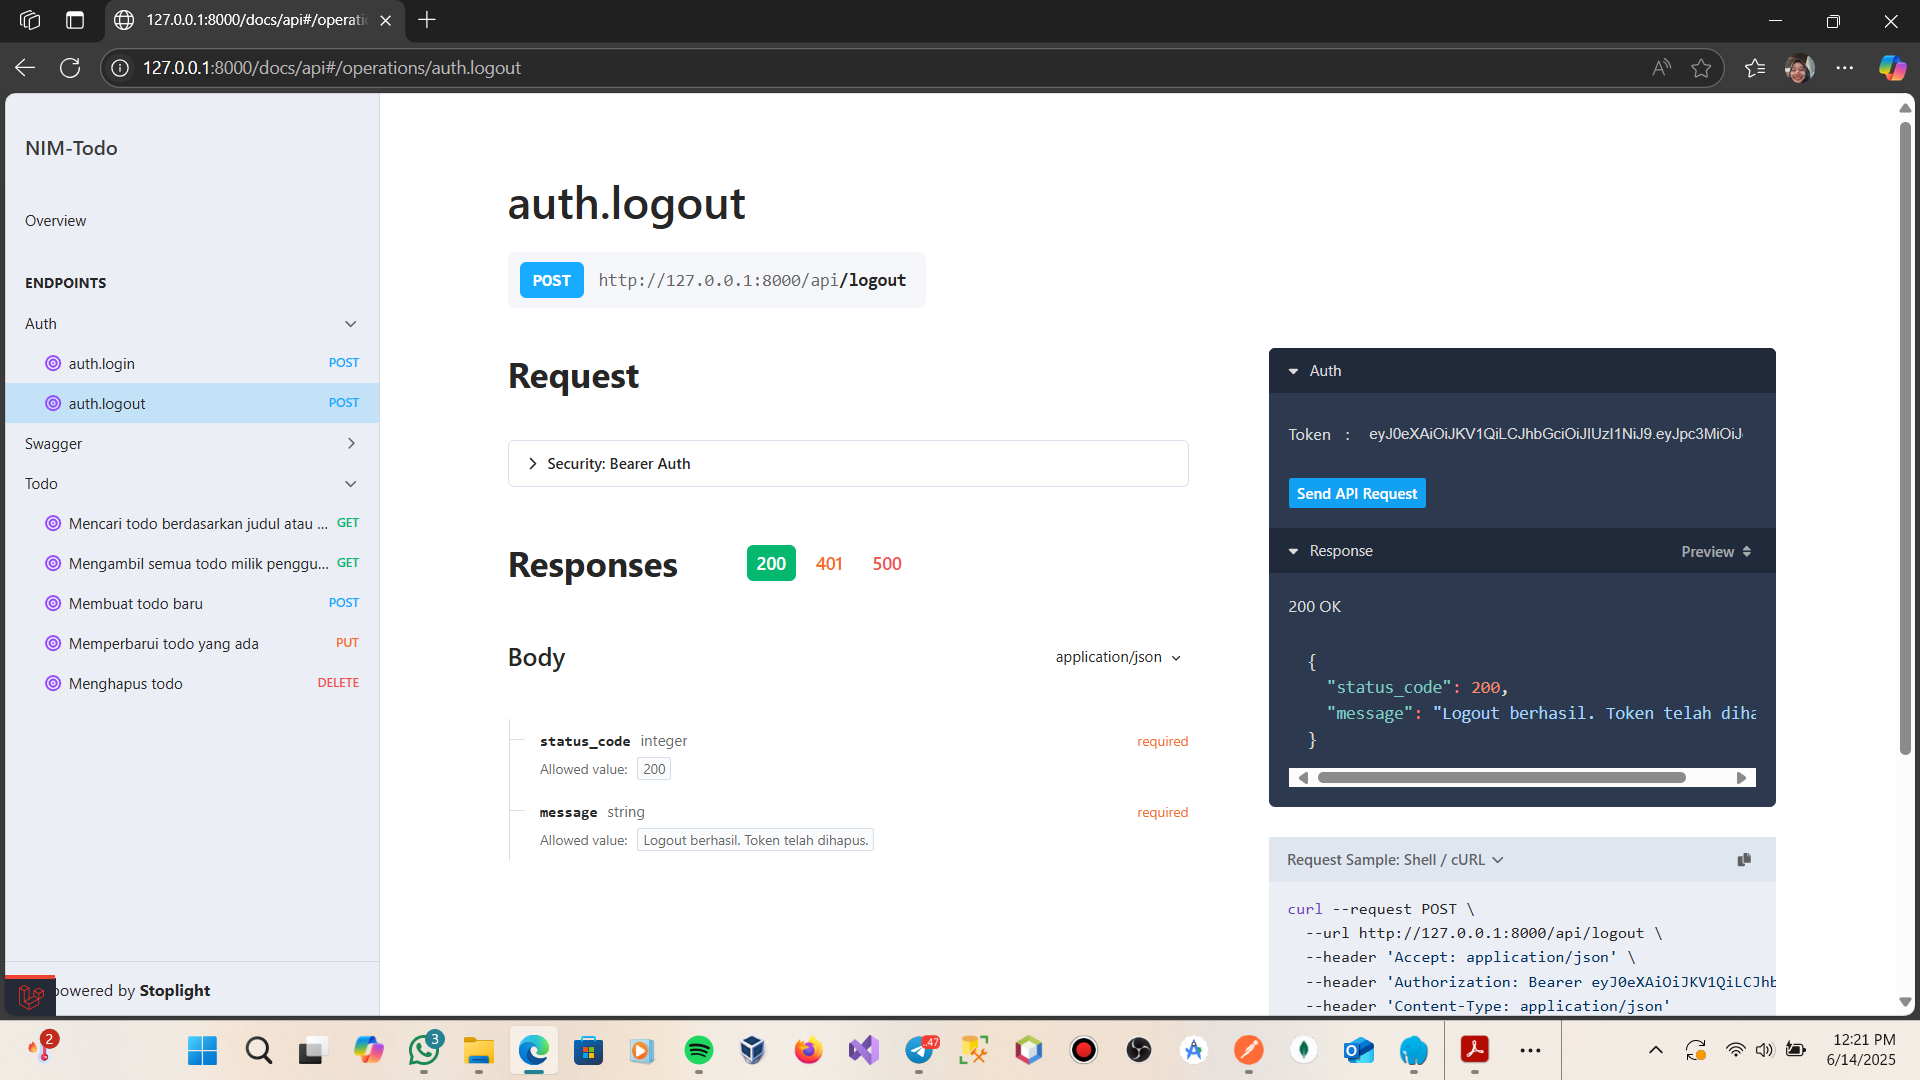 127.0.0.1:8000/docs/api#/operati
127.0.0.1:8000/docs/api#/operations/auth.logout
NIM-Todo
Overview
ENDPOINTS
Auth
auth.login POST
auth.logout POST
Swagger
Todo
Mencari todo berdasarkan judul atau ... GET
Mengambil semua todo milik penggu... GET
Membuat todo baru POST
Memperbarui todo yang ada PUT
Menghapus todo DELETE
powered by Stoplight
auth.logout
POST http://127.0.0.1:8000/api/logout
Request
Security: Bearer Auth
Responses 200 401 500
Body application/json
status_code integer required
Allowed value: 200
message string required
Allowed value: Logout berhasil. Token telah dihapus.
Auth
Token : eyJ0eXAiOiJKV1QiLCJhbGciOiJIUzI1NiJ9.eyJpc3MiOiJ
Send API Request
Response Preview
200 OK
{
"status_code": 200,
"message": "Logout berhasil. Token telah diha
}
Request Sample: Shell / cURL
curl --request POST \
--url http://127.0.0.1:8000/api/logout \
--header 'Accept: application/json' \
--header 'Authorization: Bearer eyJ0eXAiOiJKV1QiLCJhb
--header 'Content-Type: application/json'
2
3
.47
12:21 PM
6/14/2025